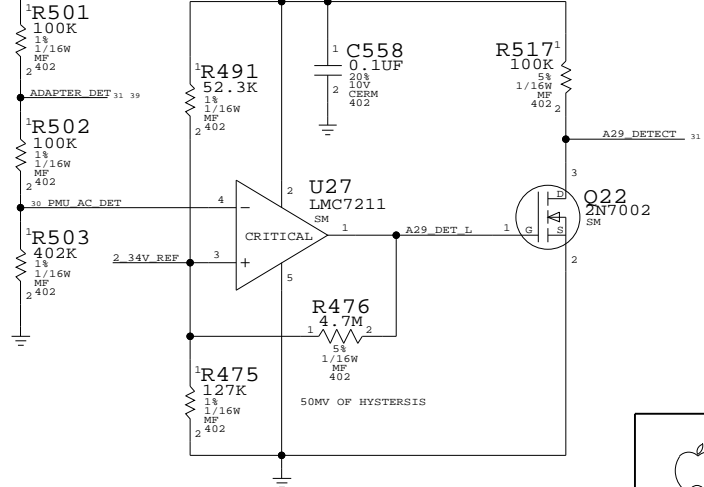 1
R501
100K
1%
1/16W
MF
2 402
ADAPTER_DET 31 39
1
R502
100K
1%
1/16W
MF
2 402
30 PMU_AC_DET
1
R503
402K
1%
1/16W
MF
2 402
1
R491
52.3K
1%
1/16W
MF
2 402
1
C558
0.1UF
20%
10V
2 CERM
402
R517 1
100K
5%
1/16W
MF
402 2
A29_DETECT 31
3
D
Q22
2N7002
SM
1 G S
2
U27
LMC7211
SM
2
4 -
CRITICAL
1 A29_DET_L
2_34V_REF 3 +
5
R476
4.7M
1 2
5%
1/16W
MF
402
1
R475
127K
1%
1/16W
MF
2 402
50MV OF HYSTERSIS